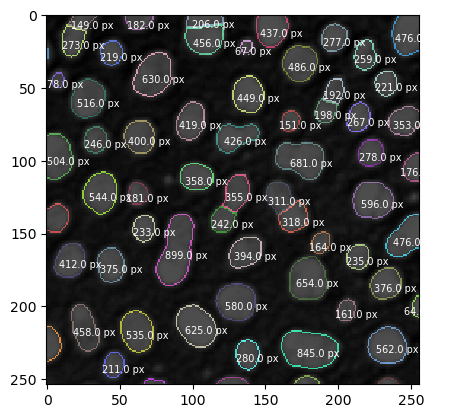 0
50
100
150
200
250
0
50
100
150
200
250
149.0 px
182.0 px
206.0 px
437.0 px
476.0
273.0 px
456.0 px
67.0 px
277.0 px
219.0 px
259.0 px
486.0 px
78.0 px
630.0 px
221.0 px
192.0 px
516.0 px
449.0 px
198.0 px
71.0 px
267.0 px
353.0
419.0 px
246.0 px
400.0 px
426.0 px
278.0 px
504.0 px
681.0 px
176.
358.0 px
544.0 px
181.0 px
355.0 px
311.0 px
596.0 px
242.0 px
318.0 px
233.0 px
164.0 px
476.0
899.0 px
394.0 px
235.0 px
412.0 px
375.0 px
654.0 px
376.0 px
580.0 px
161.0 px
64.
458.0 px
535.0 px
625.0 px
845.0 px
562.0 px
280.0 px
211.0 px